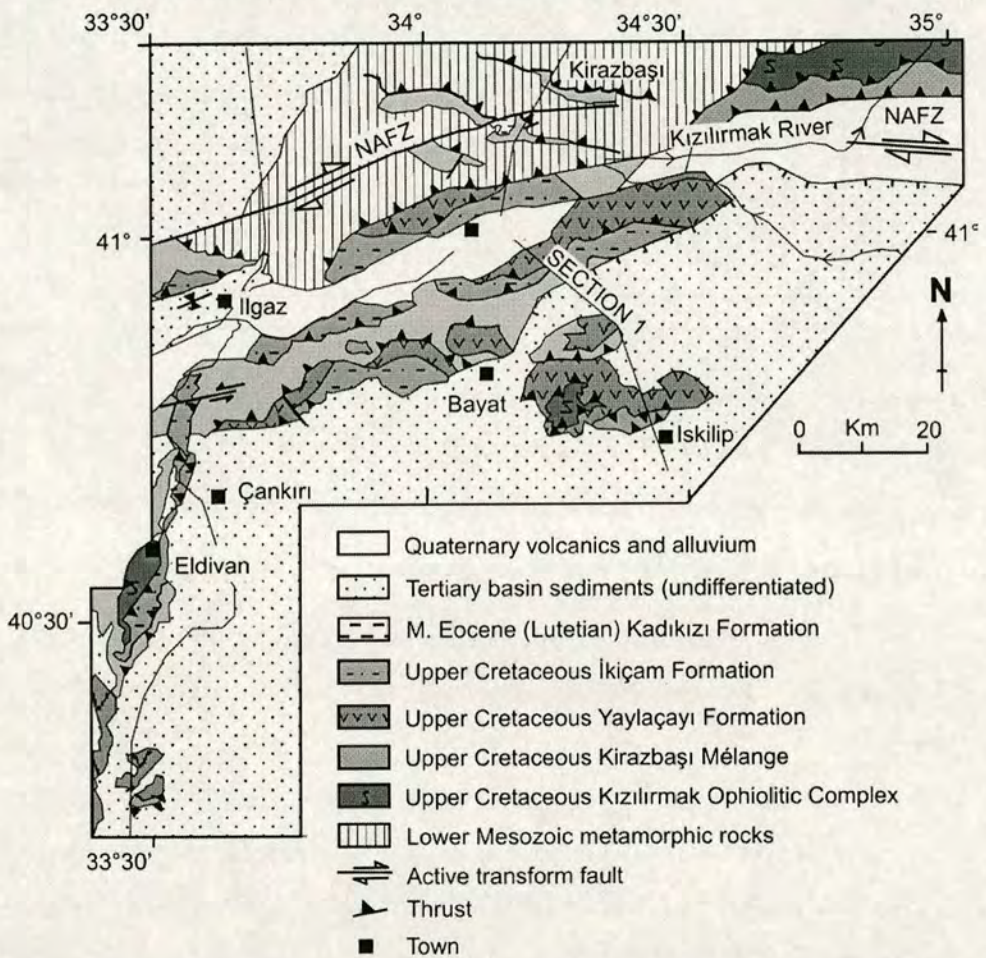 33°30'
34°
34°30'
35°
Kirazbaşı
NAFZ
Kızılırmak River
NAFZ
41°
41°
SECTION 1
Ilgaz
N
Bayat
Iskilip
0 Km 20
Çankırı
Eldivan
40°30'
33°30'
Quaternary volcanics and alluvium
Tertiary basin sediments (undifferentiated)
M. Eocene (Lutetian) Kadıkızı Formation
Upper Cretaceous İkiçam Formation
Upper Cretaceous Yaylaçayı Formation
Upper Cretaceous Kirazbaşı Mélange
Upper Cretaceous Kızılırmak Ophiolitic Complex
Lower Mesozoic metamorphic rocks
Active transform fault
Thrust
Town